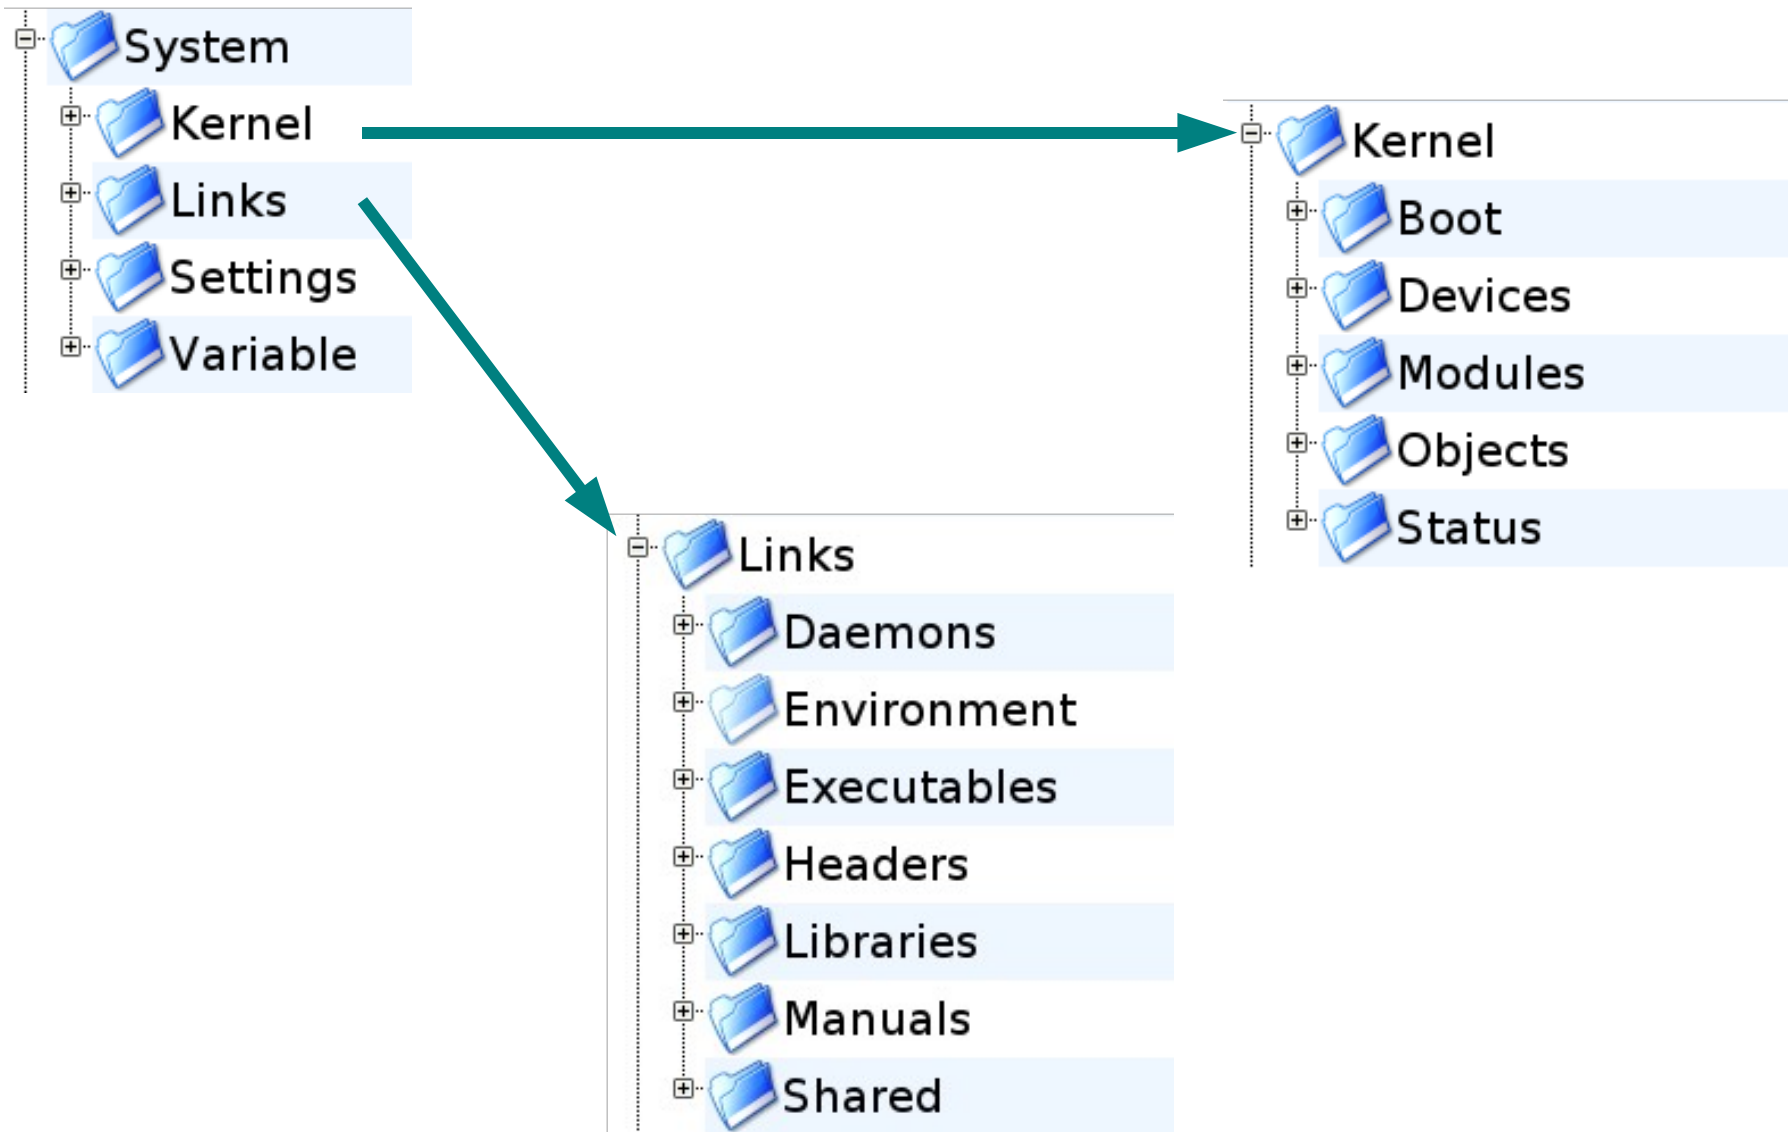 System
Kernel
Links
Settings
Variable
Kernel
Boot
Devices
Modules
Objects
Status
Links
Daemons
Environment
Executables
Headers
Libraries
Manuals
Shared